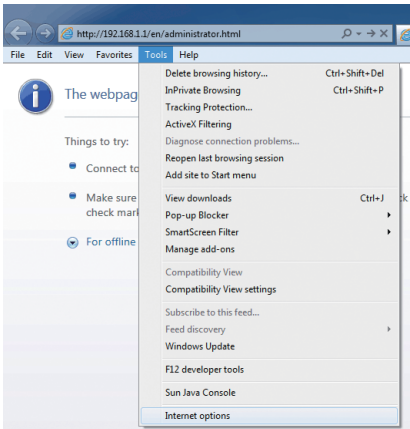 http://192.168.1.1/en/administrator.html
File Edit View Favorites Tools Help
Delete browsing history... Ctrl+Shift+Del
InPrivate Browsing Ctrl+Shift+P
Tracking Protection...
ActiveX Filtering
Diagnose connection problems...
Reopen last browsing session
Add site to Start menu
View downloads Ctrl+J
Pop-up Blocker
SmartScreen Filter
Manage add-ons
Compatibility View
Compatibility View settings
Subscribe to this feed...
Feed discovery
Windows Update
F12 developer tools
Sun Java Console
Internet options
The webpag
Things to try:
Connect to
Make sure
check mark
For offline